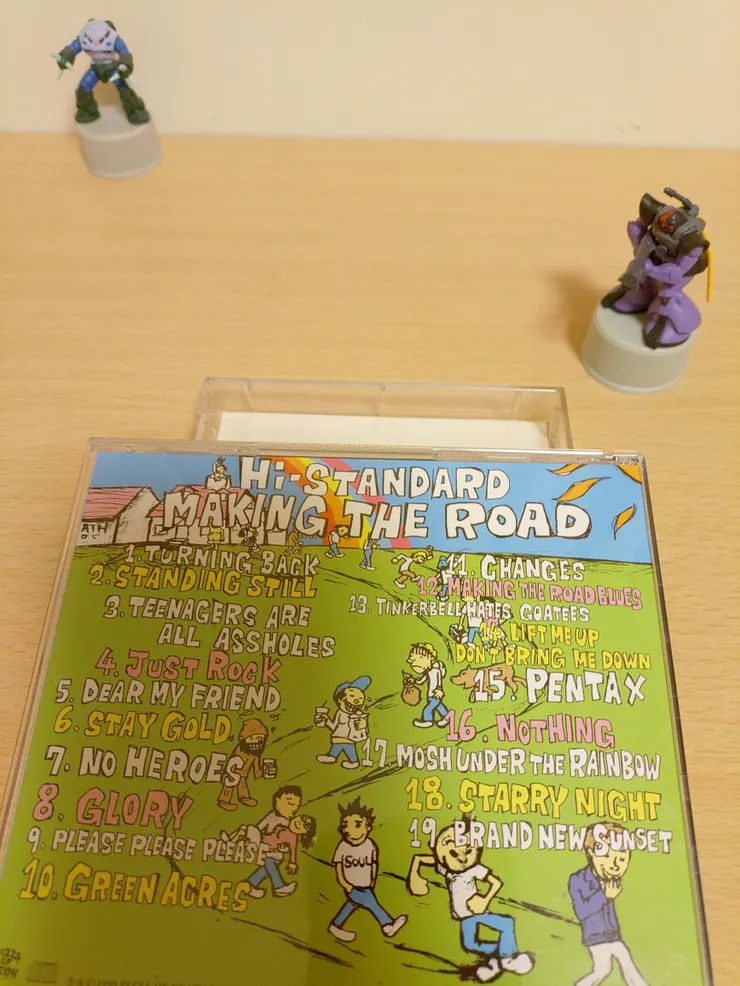 Hi-STANDARD
MAKING THE ROAD
1. TURNING BACK
2. STANDING STILL
3. TEENAGERS ARE
ALL ASSHOLES
4. JUST ROCK
5. DEAR MY FRIEND
6. STAY GOLD
7. NO HEROES
8. GLORY
9. PLEASE PLEASE PLEASE
10. GREEN ACRES
11. CHANGES
12. MAKING THE ROAD BLUES
13. TINKERBELL HATES GOATEES
14. LIFT ME UP
DON'T BRING ME DOWN
15. PENTAX
16. NOTHING
17. MOSH UNDER THE RAINBOW
18. STARRY NIGHT
19. BRAND NEW SUNSET
SOUL